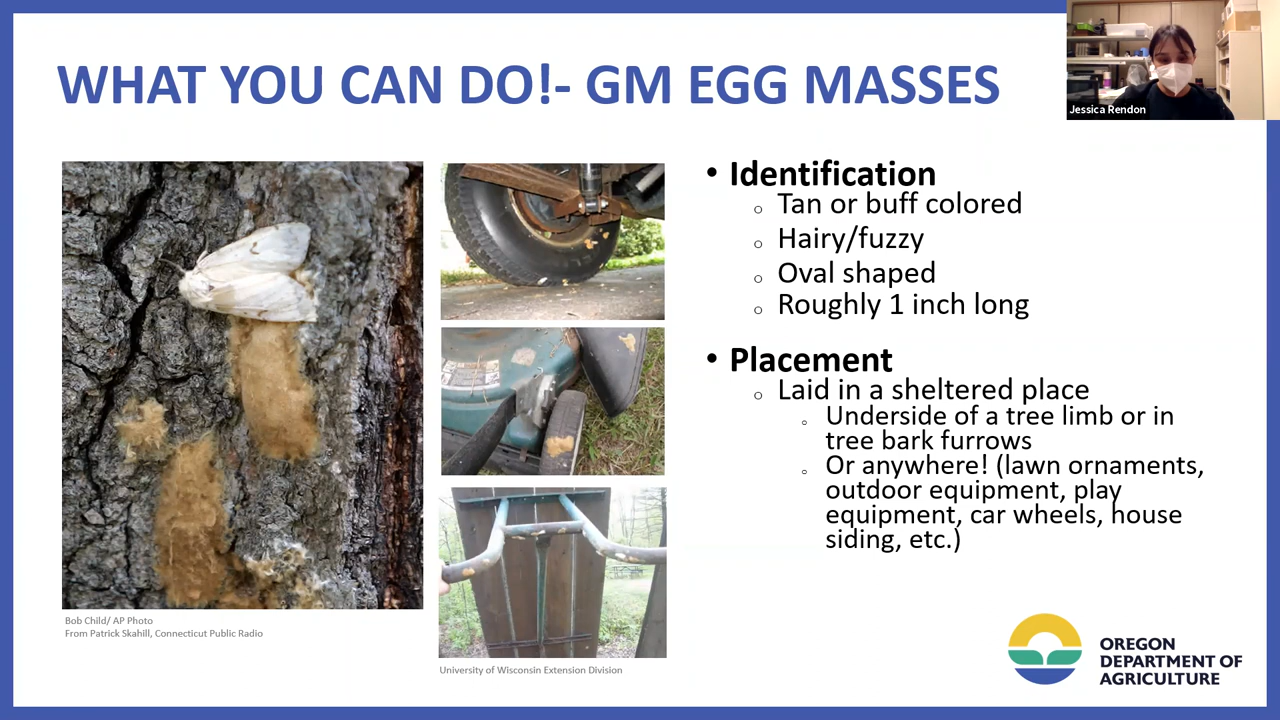 WHAT YOU CAN DO!- GM EGG MASSES
Jessica Rendon
• Identification
○ Tan or buff colored
○ Hairy/fuzzy
○ Oval shaped
○ Roughly 1 inch long
• Placement
○ Laid in a sheltered place
○ Underside of a tree limb or in
tree bark furrows
○ Or anywhere! (lawn ornaments,
outdoor equipment, play
equipment, car wheels, house
siding, etc.)
Bob Child/ AP Photo
From Patrick Skahill, Connecticut Public Radio
University of Wisconsin Extension Division
OREGON
DEPARTMENT OF
AGRICULTURE